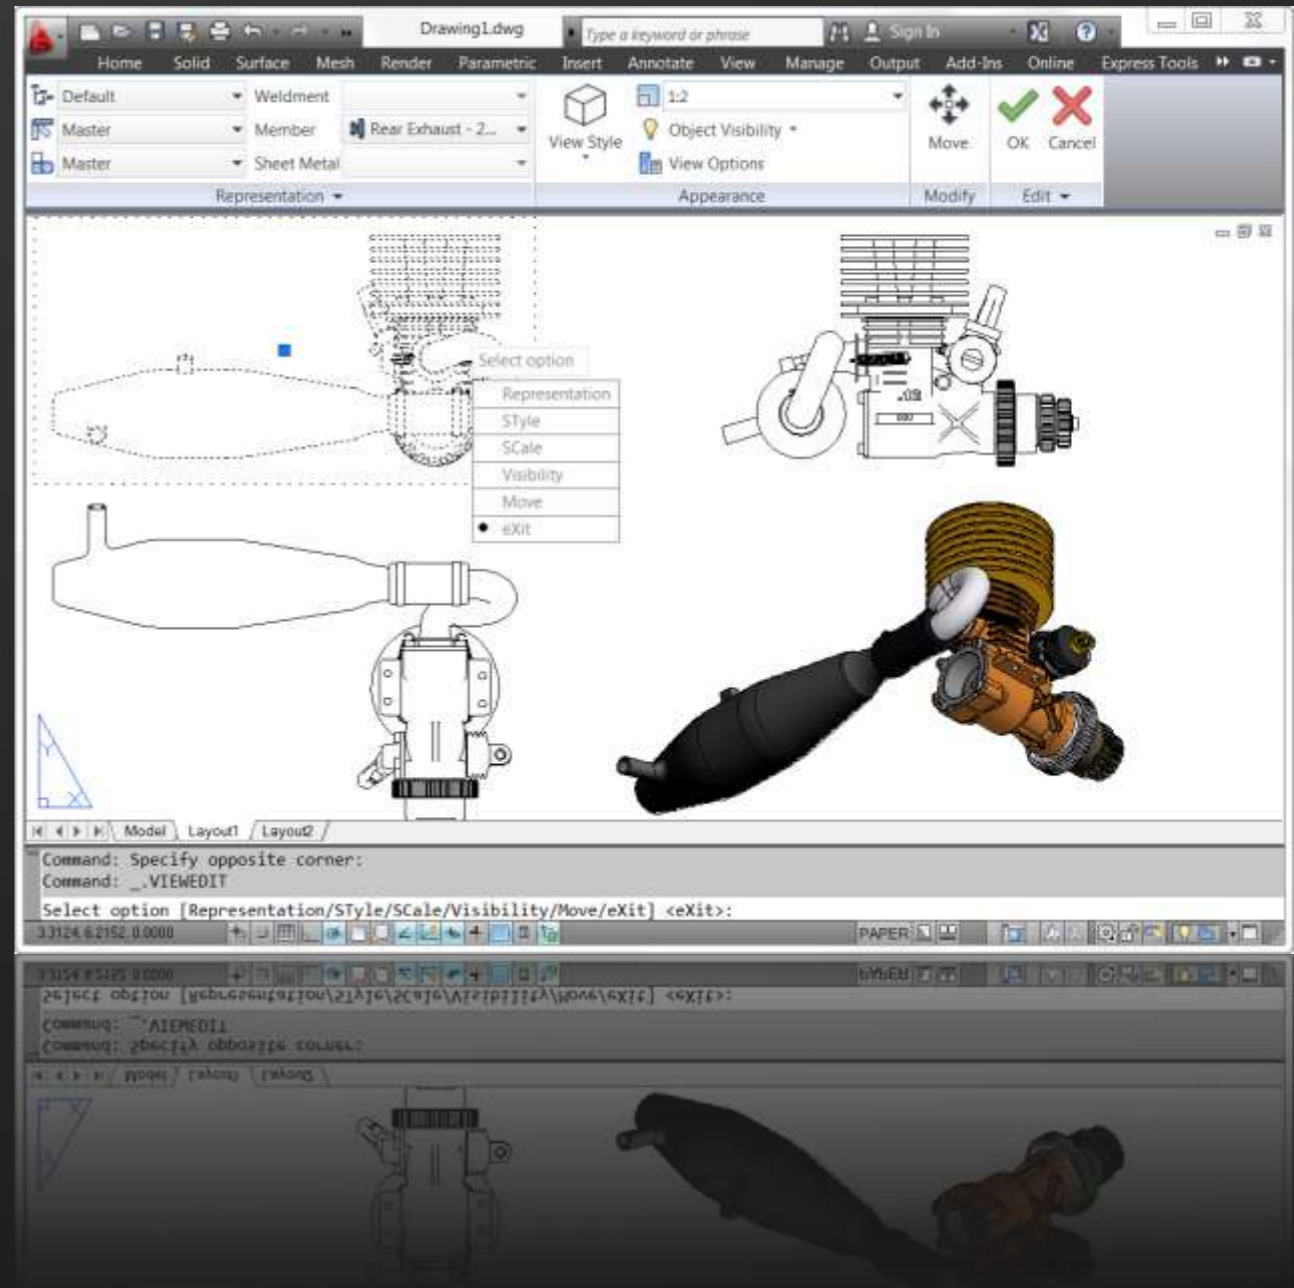 Drawing1.dwg
Type a keyword or phrase
Sign In
Home Solid Surface Mesh Render Parametric Insert Annotate View Manage Output Add-Ins Online Express Tools
Default Weldment
Master Member Rear Exhaust - 2...
Master Sheet Metal
Representation
View Style
1:2
Object Visibility
View Options
Appearance
Move
Modify
OK Cancel
Edit
Select option
Representation
STyle
SCale
Visibility
Move
eXit
Y
X
Model Layout1 Layout2
Command: Specify opposite corner:
Command: _.VIEWEDIT
Select option [Representation/STyle/SCale/Visibility/Move/eXit] <eXit>:
3.3124, 6.2152, 0.0000
PAPER